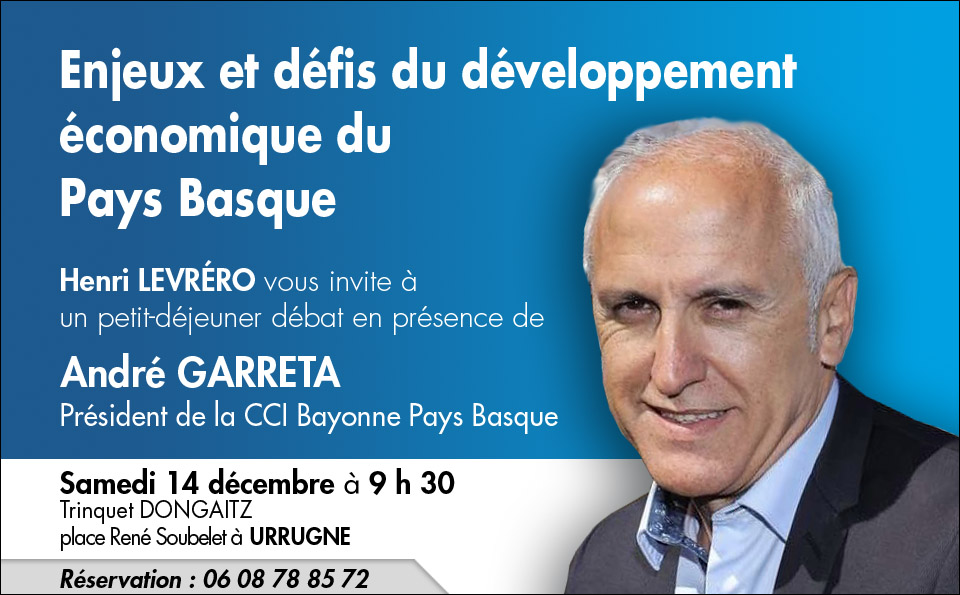 Enjeux et défis du développement
économique du
Pays Basque
Henri LEVRÉRO vous invite à
un petit-déjeuner débat en présence de
André GARRETA
Président de la CCI Bayonne Pays Basque
Samedi 14 décembre à 9 h 30
Trinquet DONGAITZ
place René Soubelet à URRUGNE
Réservation : 06 08 78 85 72